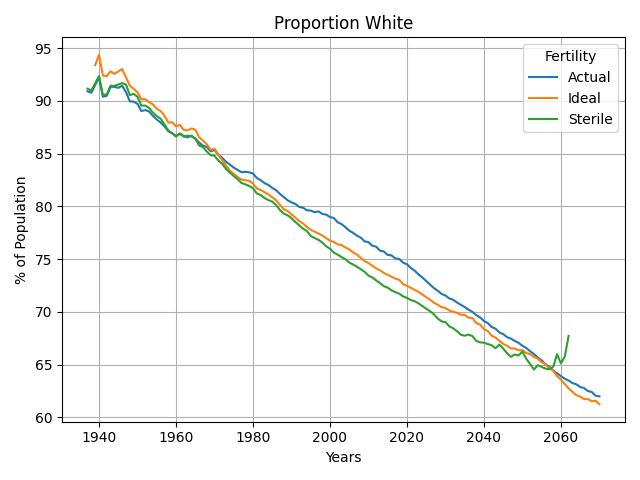 Proportion White
Fertility
Actual
Ideal
Sterile
% of Population
95
90
85
80
75
70
65
60
1940
1960
1980
2000
2020
2040
2060
Years